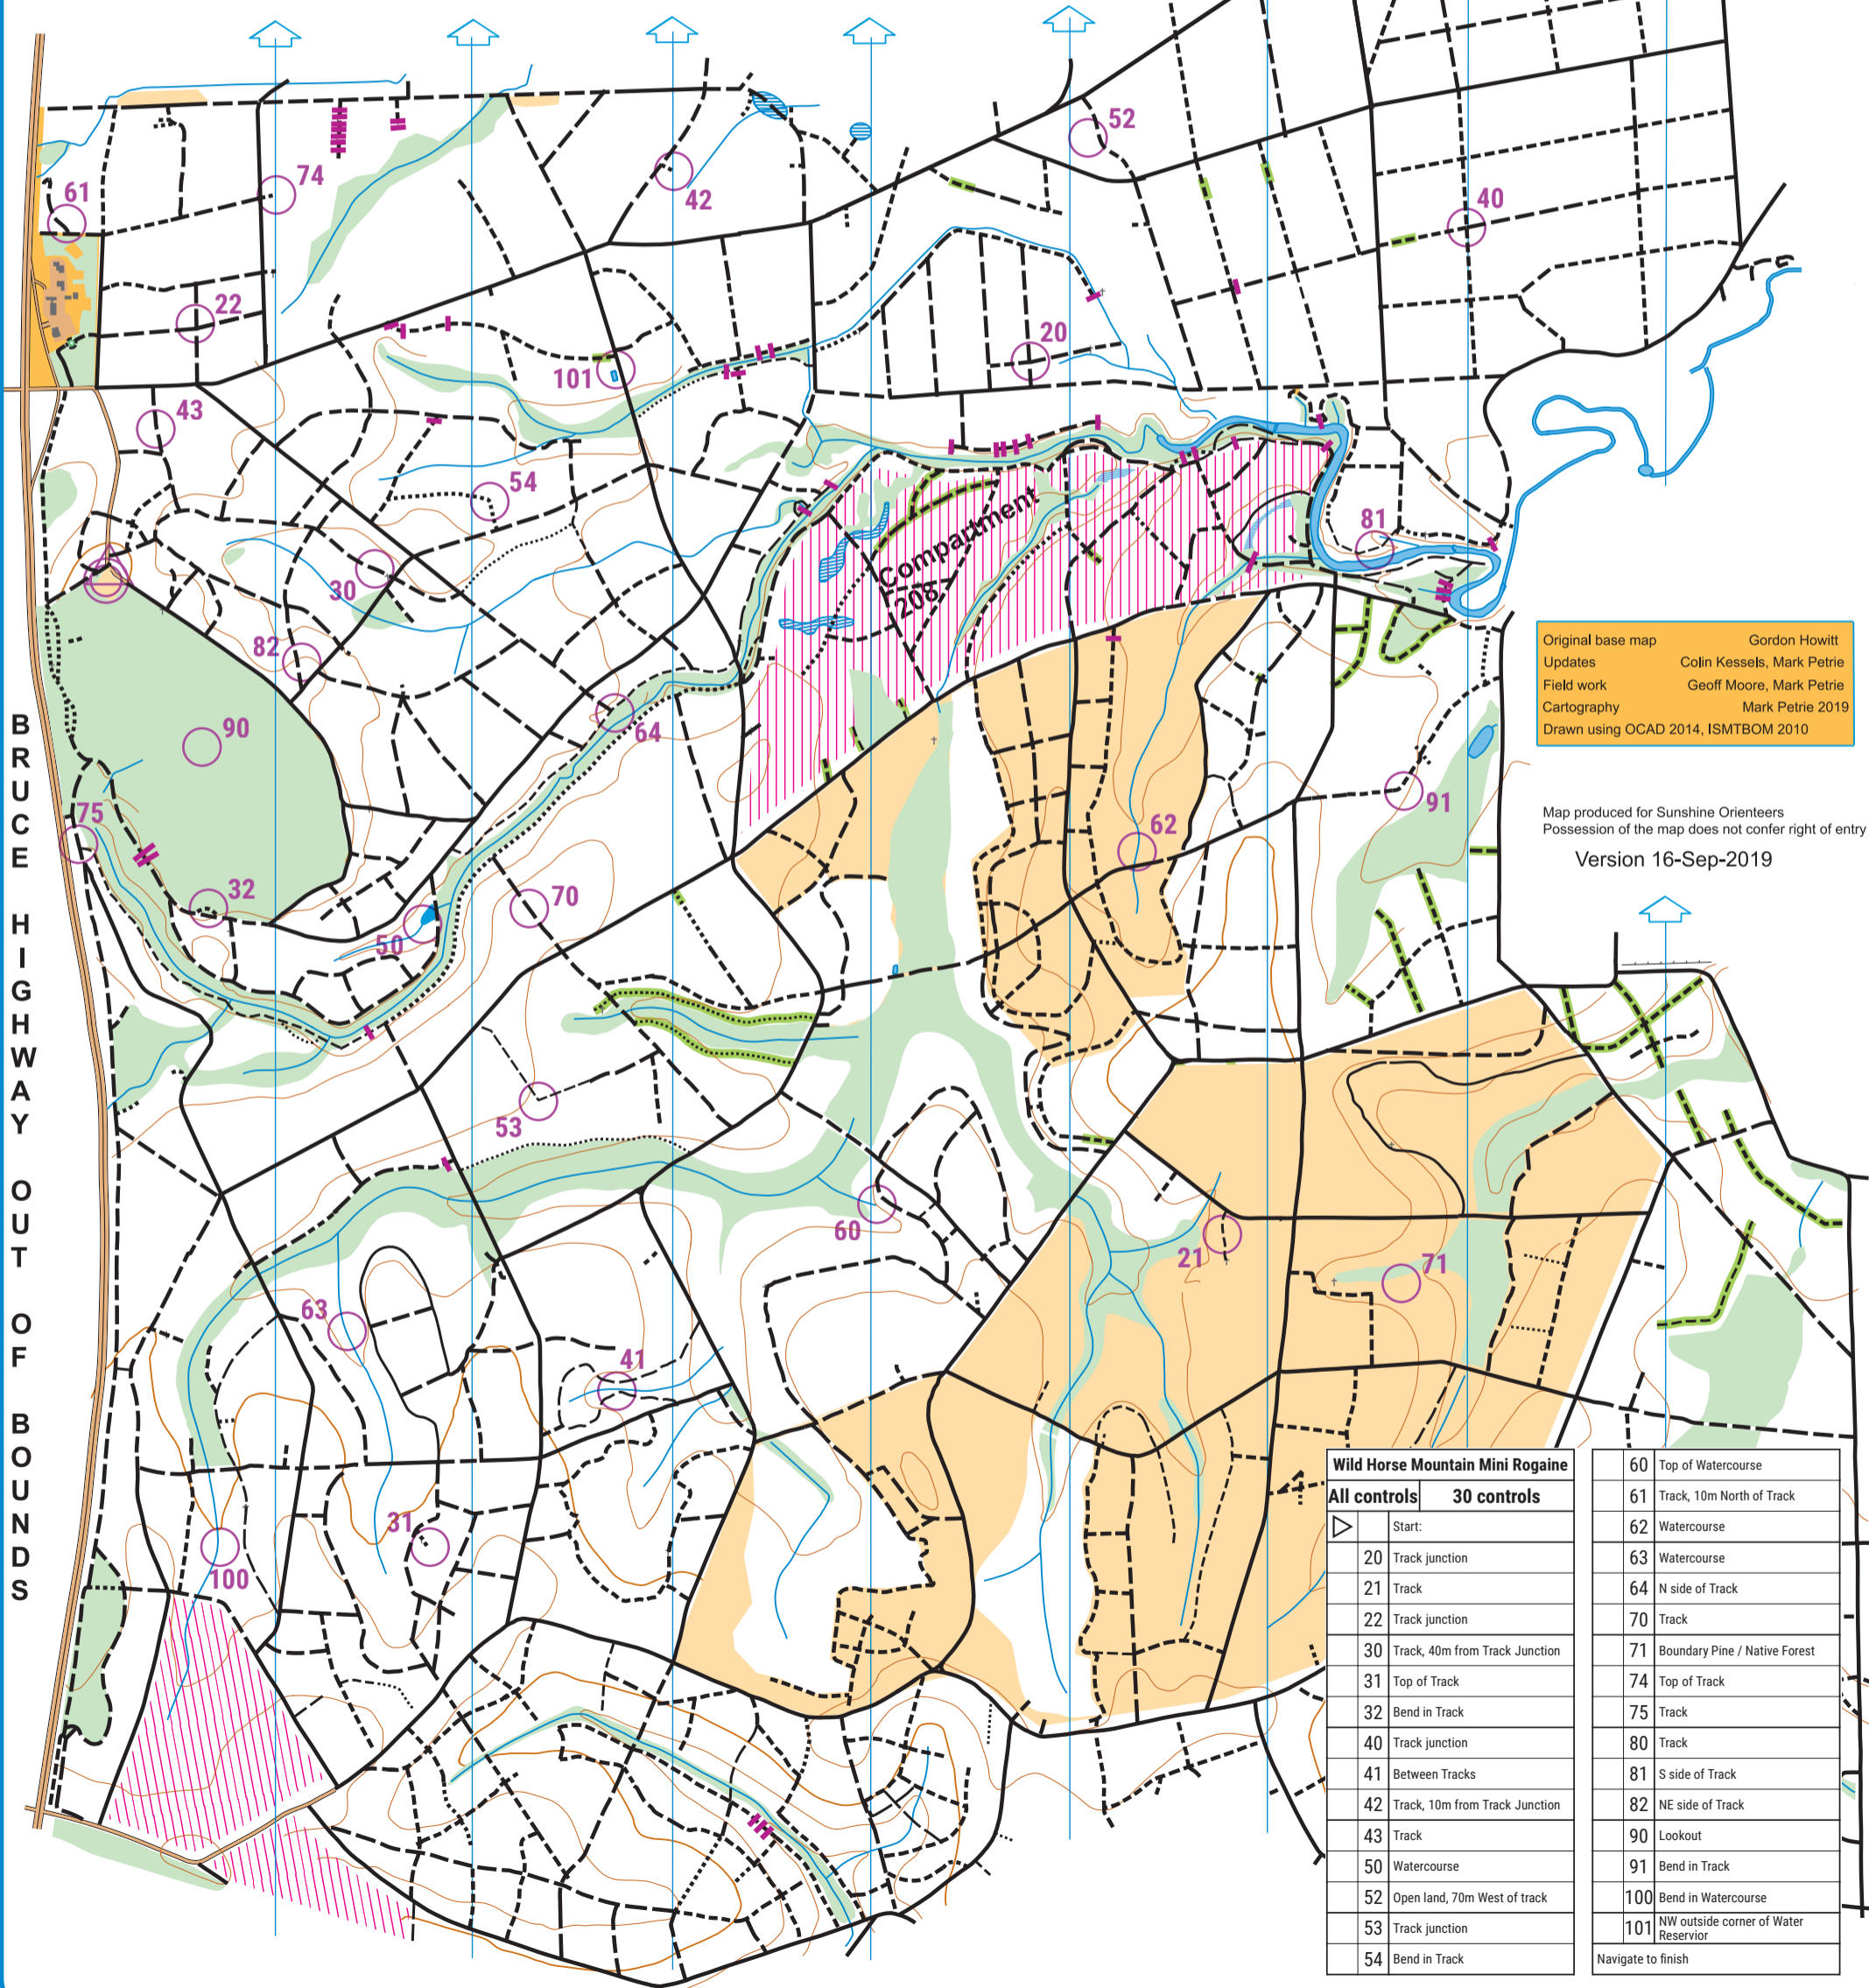 52
74
61
42
40
22
20
101
43
54
81
Compartment
208
30
82
90
64
75
62
91
32
70
50
53
60
21
71
63
41
31
100
BRUCE HIGHWAY OUT OF BOUNDS
Original base map Gordon Howitt
Updates Colin Kessels, Mark Petrie
Field work Geoff Moore, Mark Petrie
Cartography Mark Petrie 2019
Drawn using OCAD 2014, ISMTBOM 2010
Map produced for Sunshine Orienteers
Possession of the map does not confer right of entry
Version 16-Sep-2019
Wild Horse Mountain Mini Rogaine
All controls 30 controls
Start:
20 Track junction
21 Track
22 Track junction
30 Track, 40m from Track Junction
31 Top of Track
32 Bend in Track
40 Track junction
41 Between Tracks
42 Track, 10m from Track Junction
43 Track
50 Watercourse
52 Open land, 70m West of track
53 Track junction
54 Bend in Track
60 Top of Watercourse
61 Track, 10m North of Track
62 Watercourse
63 Watercourse
64 N side of Track
70 Track
71 Boundary Pine / Native Forest
74 Top of Track
75 Track
80 Track
81 S side of Track
82 NE side of Track
90 Lookout
91 Bend in Track
100 Bend in Watercourse
101 NW outside corner of Water
Reservior
Navigate to finish